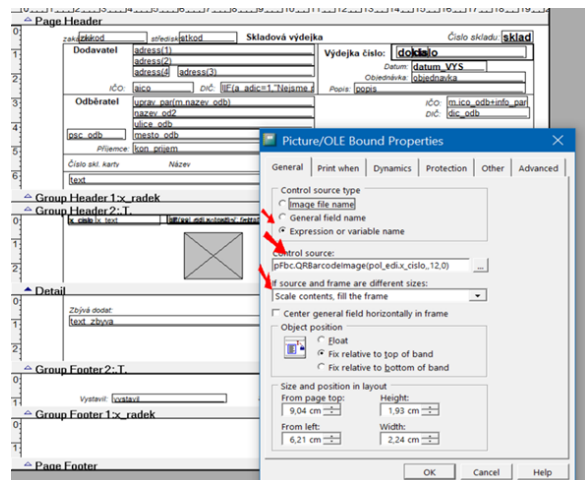 Page Header
zakázkód středisk stkod Skladová výdejka Číslo skladu: sklad
Dodavatel adress(1) Výdejka číslo:
adress(2) Datum: datum_VYS
adress(4 adress(3) Objednávka: objednavka
IČO: aico DIČ: IIF(a_adic=1,"Nejsme p Popis: popis
Odběratel uprav_par(m.nazev_odb) IČO: m.ico_odb+info_par
nazev_od2 DIČ: dic_odb
ulice_odb
psc_odb mesto_odb
Příjemce: kon_prijem
Číslo skl. karty Název
text
Group Header 1:x_radek
Group Header 2:.T.
x_cislo x_text
Detail
Zbývá dodat:
text_zbyva
Group Footer 2:.T.
Vystavil: vystavil
Group Footer 1:x_radek
Page Footer
Picture/OLE Bound Properties
General Print when Dynamics Protection Other Advanced
Control source type
Image file name
General field name
Expression or variable name
Control source:
pFbc.QRBarcodeImage(pol_edi.x_cislo,,12,0) ...
If source and frame are different sizes:
Scale contents, fill the frame
Center general field horizontally in frame
Object position
Float
Fix relative to top of band
Fix relative to bottom of band
Size and position in layout
From page top: Height:
9,04 cm 1,93 cm
From left: Width:
6,21 cm 2,24 cm
OK Cancel Help